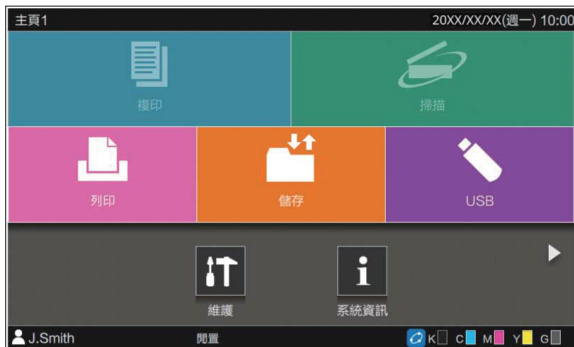 主頁1 20XX/XX/XX(週一) 10:00
複印 掃描
列印 儲存 USB
維護 系統資訊
J.Smith 閒置 K C M Y G